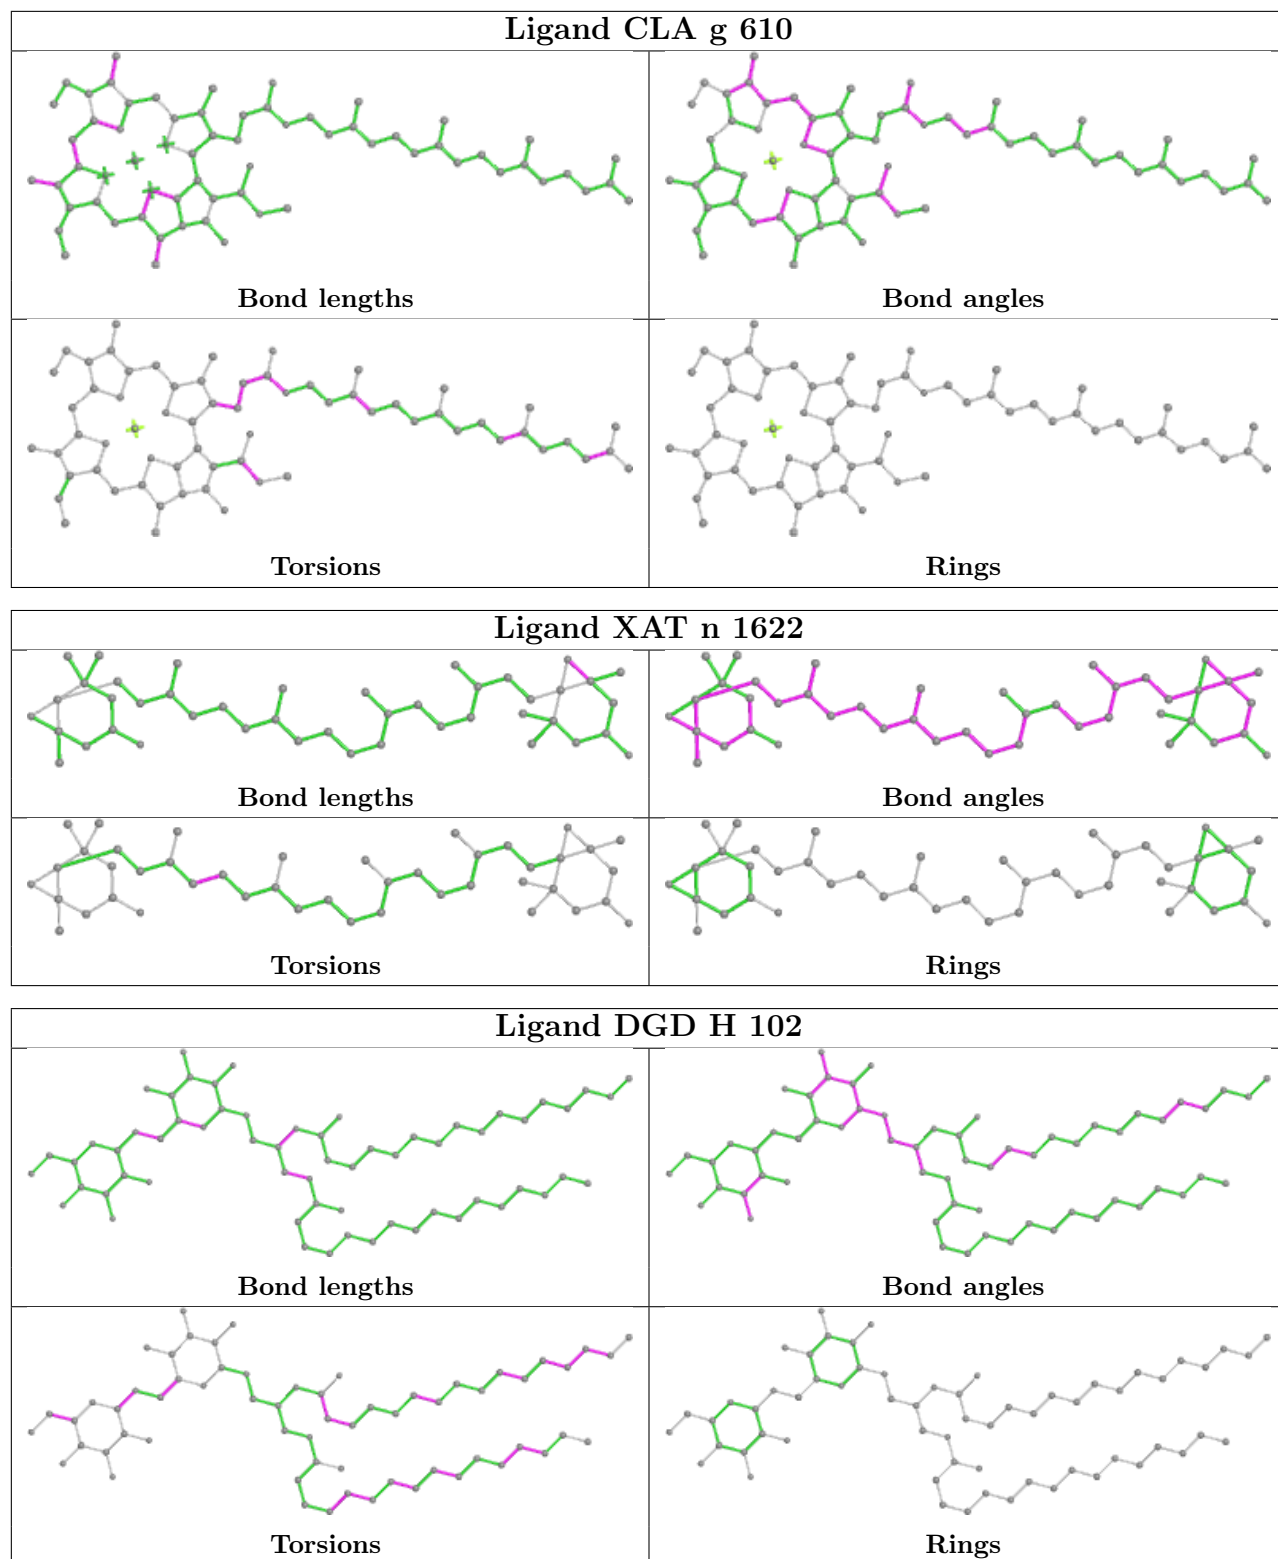 Ligand CLA g 610
Bond lengths
Bond angles
Torsions
Rings
Ligand XAT n 1622
Bond lengths
Bond angles
Torsions
Rings
Ligand DGD H 102
Bond lengths
Bond angles
Torsions
Rings